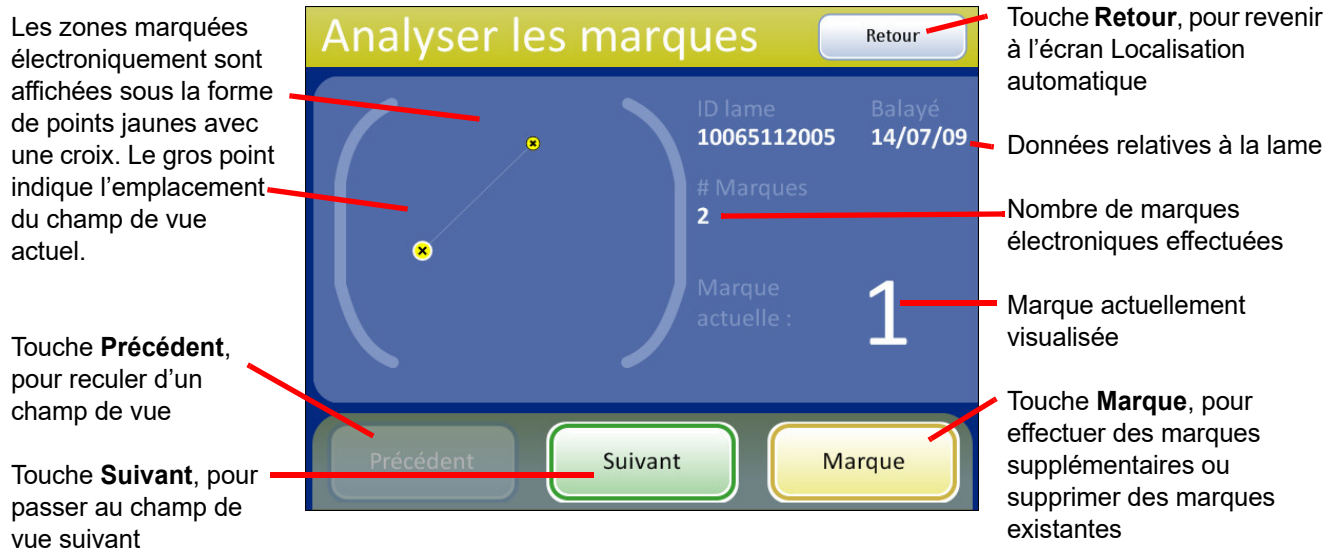 Les zones marquées
électroniquement sont
affichées sous la forme
de points jaunes avec
une croix. Le gros point
indique l’emplacement
du champ de vue
actuel.
Touche Précédent,
pour reculer d’un
champ de vue
Touche Suivant, pour
passer au champ de
vue suivant
Analyser les marques
Retour
ID lame
Balayé
10065112005
14/07/09
# Marques
2
Marque
actuelle :
1
Précédent
Suivant
Marque
Touche Retour, pour revenir
à l’écran Localisation
automatique
Données relatives à la lame
Nombre de marques
électroniques effectuées
Marque actuellement
visualisée
Touche Marque, pour
effectuer des marques
supplémentaires ou
supprimer des marques
existantes